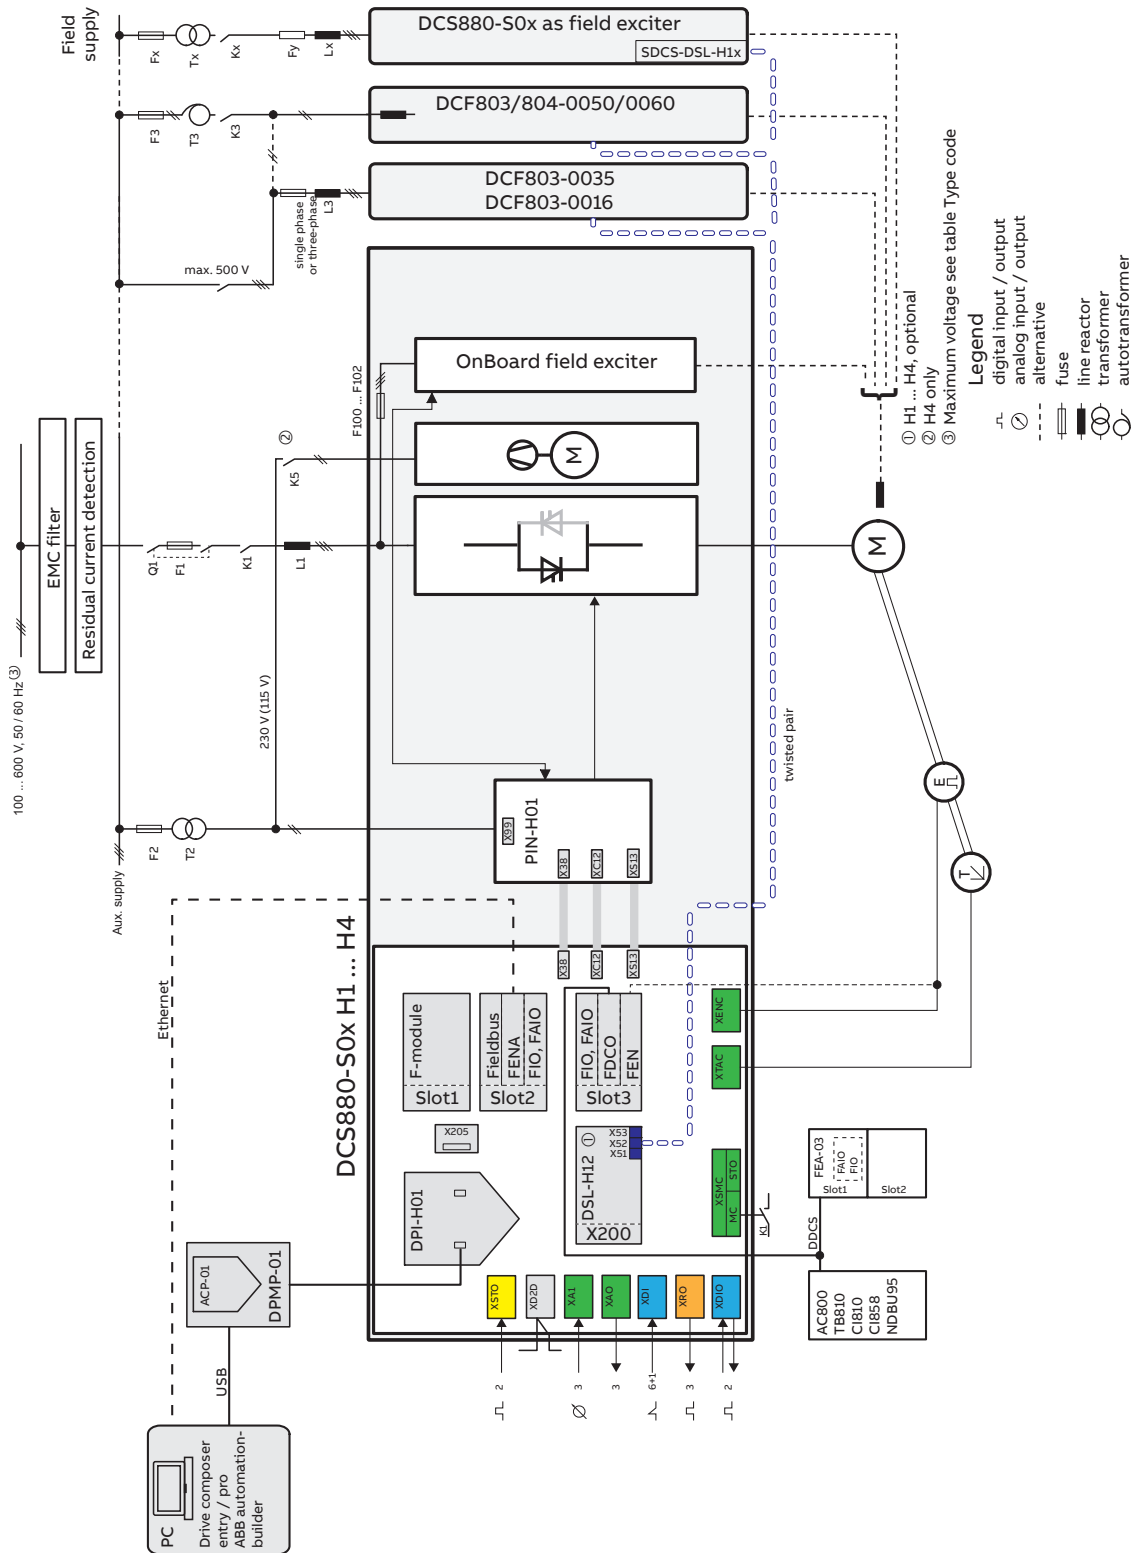 Field
supply
Fx
Tx
Kx
Fy
Lx
DCS880-S0x as field exciter
SDCS-DSL-H1x
F3
T3
K3
DCF803/804-0050/0060
single phase
or three-phase
L3
DCF803-0035
DCF803-0016
max. 500 V
100 ... 600 V, 50 / 60 Hz ③
EMC filter
Residual current detection
Q1
F1
K1
L1
K5
②
F100 ... F102
OnBoard field exciter
M
230 V (115 V)
Aux. supply
F2
T2
X99
PIN-H01
X38
XC12
XS13
X38
XC12
XS13
twisted pair
M
E
T
① H1 ... H4, optional
② H4 only
③ Maximum voltage see table Type code
Legend
digital input / output
analog input / output
alternative
fuse
line reactor
transformer
autotransformer
DCS880-S0x H1 ... H4
Ethernet
F-module
Slot1
Fieldbus
FENA
FIO, FAIO
Slot2
FIO, FAIO
FDCO
FEN
Slot3
X205
DPI-H01
DSL-H12 ①
X200
X53
X52
X51
XENC
XTAC
XSMC
MC
STO
K1
XSTO
XD2D
XA1
XAO
XDI
XRO
XDIO
2
3
3
6+1
3
2
DDCS
FEA-03
FAIO
FIO
Slot1
Slot2
AC800
TB810
CI810
CI858
NDBU95
ACP-01
DPMP-01
USB
PC
Drive composer
entry / pro
ABB automation-
builder